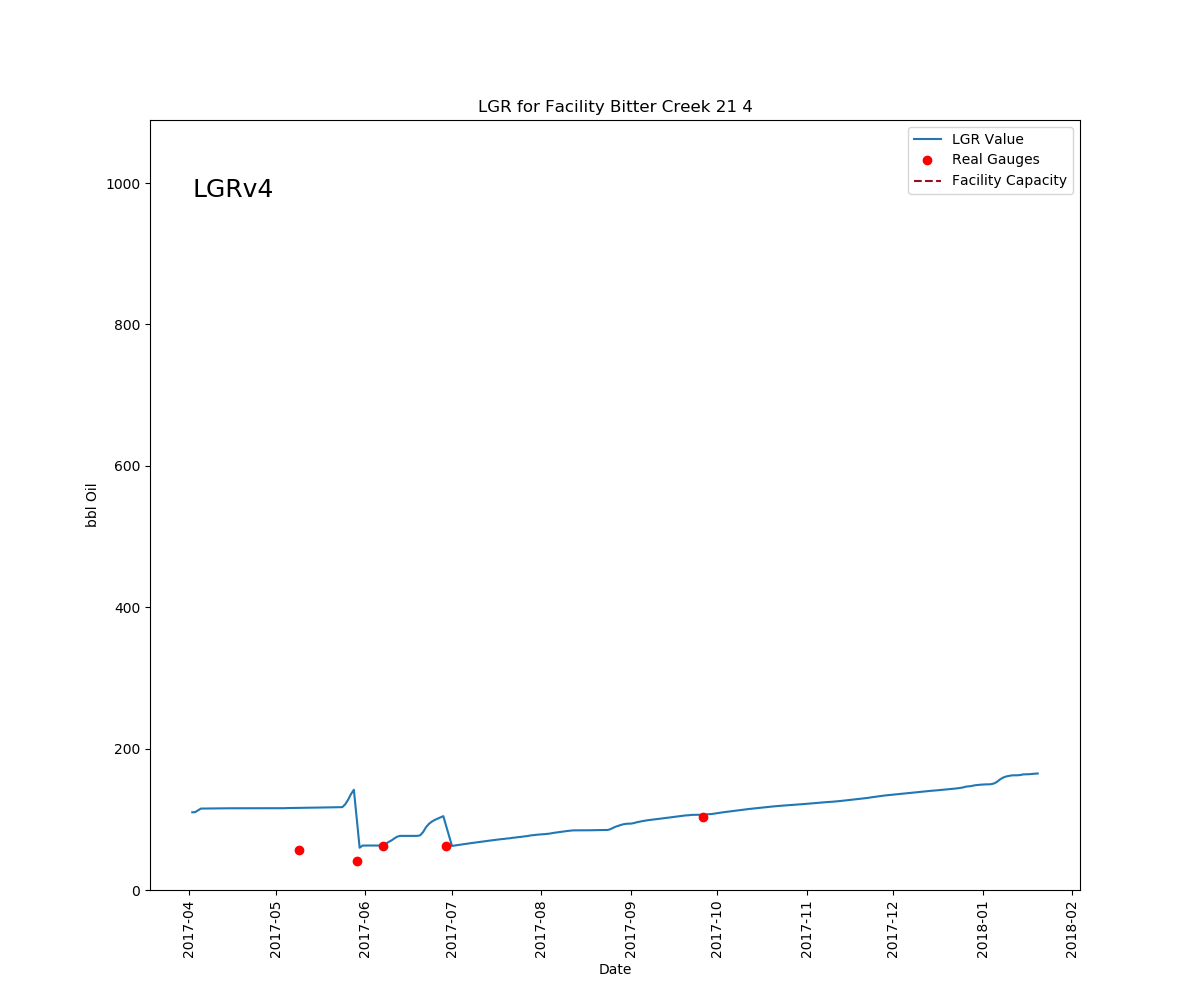 LGR for Facility Bitter Creek 21 4
LGRv4
LGR Value
Real Gauges
Facility Capacity
bbl Oil
1000
800
600
400
200
0
2017-04
2017-05
2017-06
2017-07
2017-08
2017-09
2017-10
2017-11
2017-12
2018-01
2018-02
Date